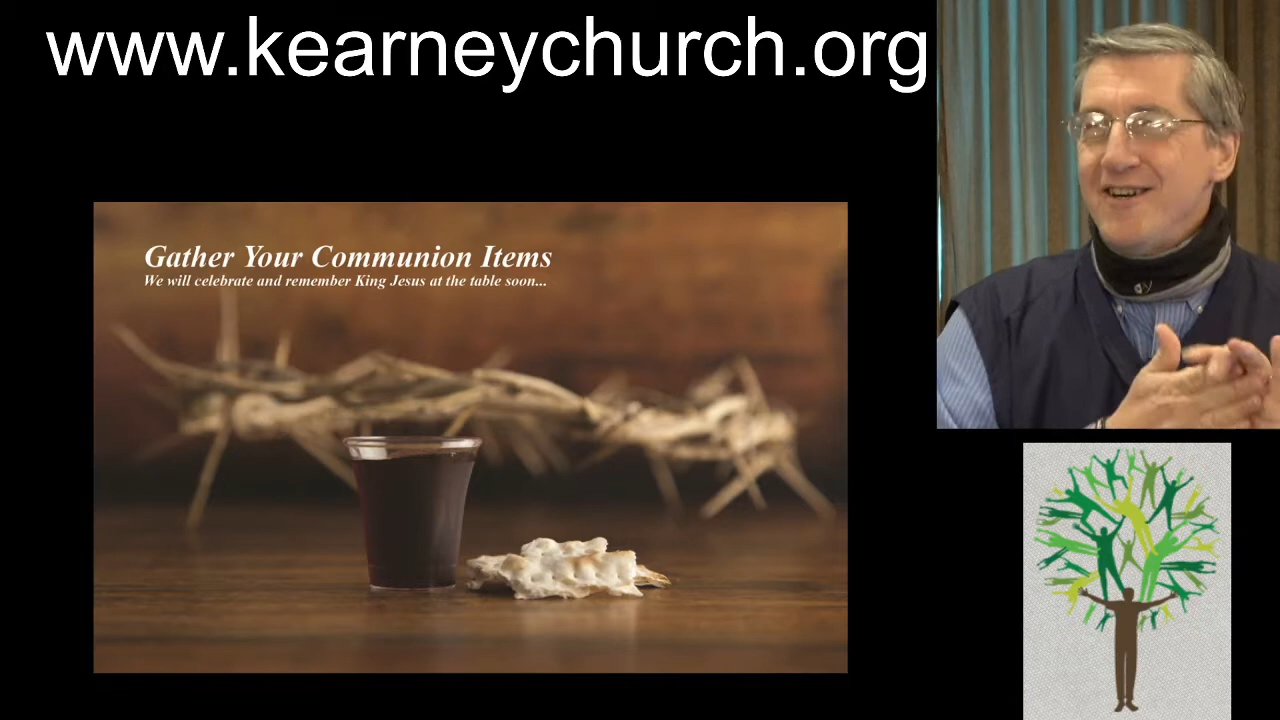 www.kearneychurch.org
Gather Your Communion Items
We will celebrate and remember King Jesus at the table soon...